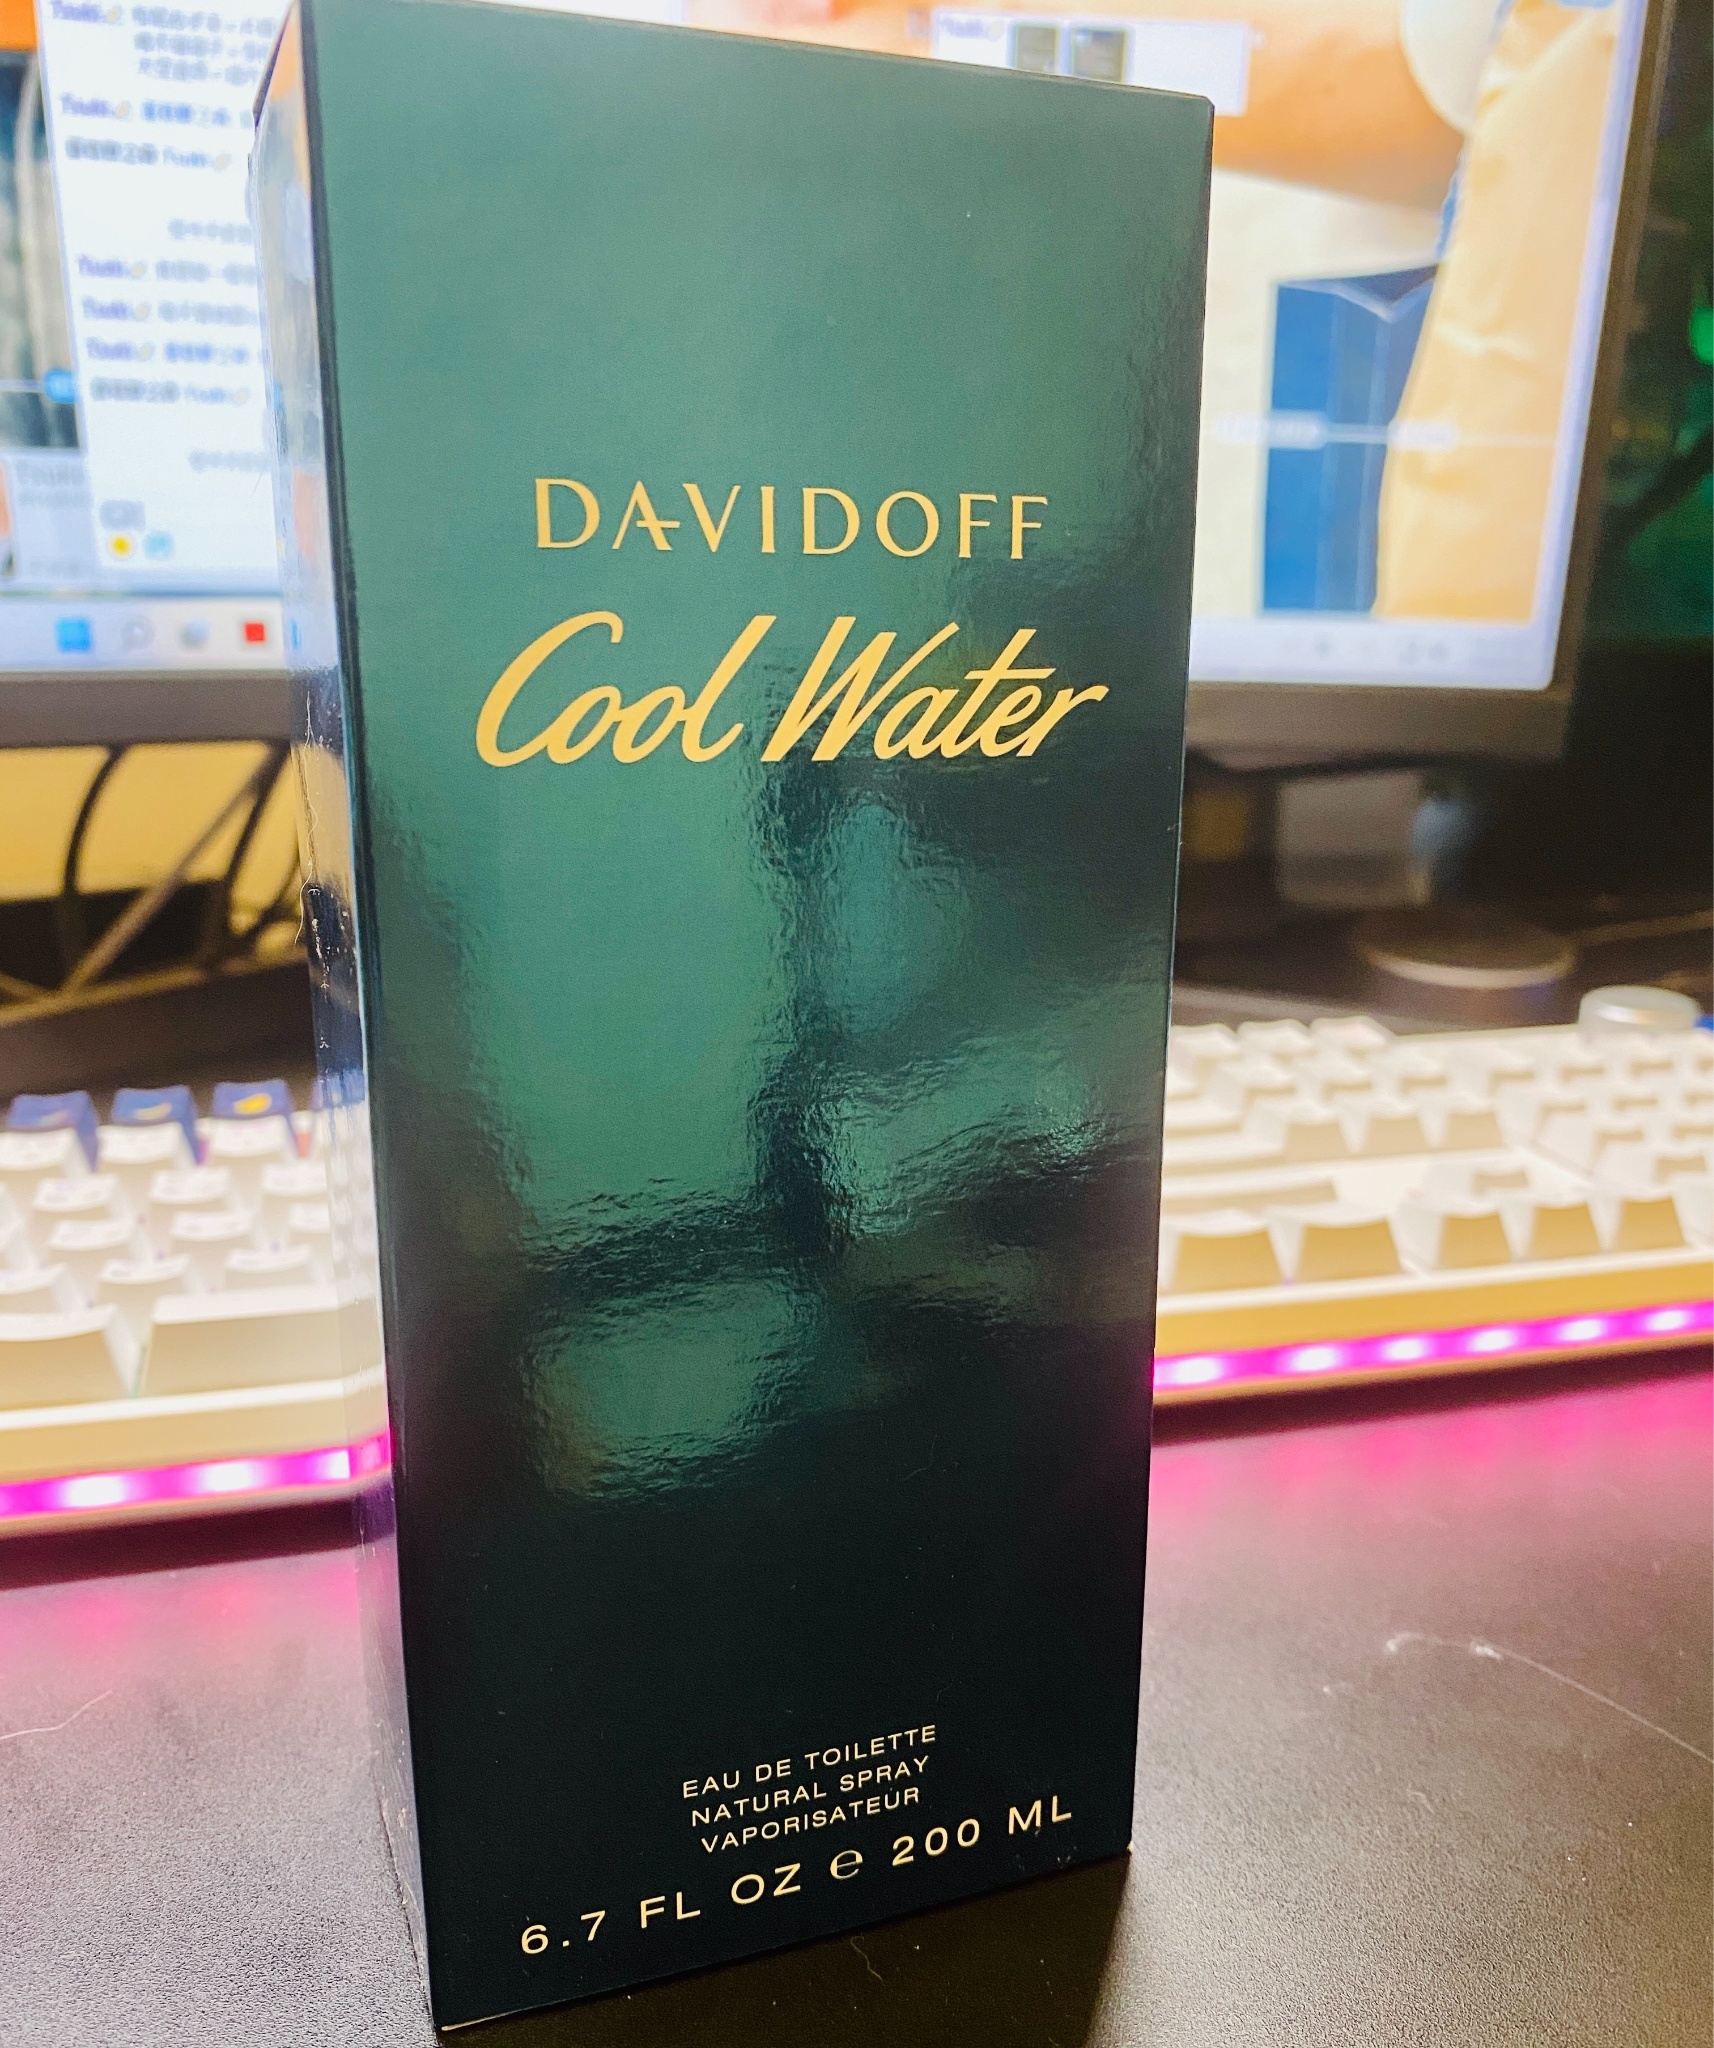 DAVIDOFF
Cool Water
EAU DE TOILETTE
NATURAL SPRAY
VAPORISATEUR
6.7 FL OZ ℮ 200 ML